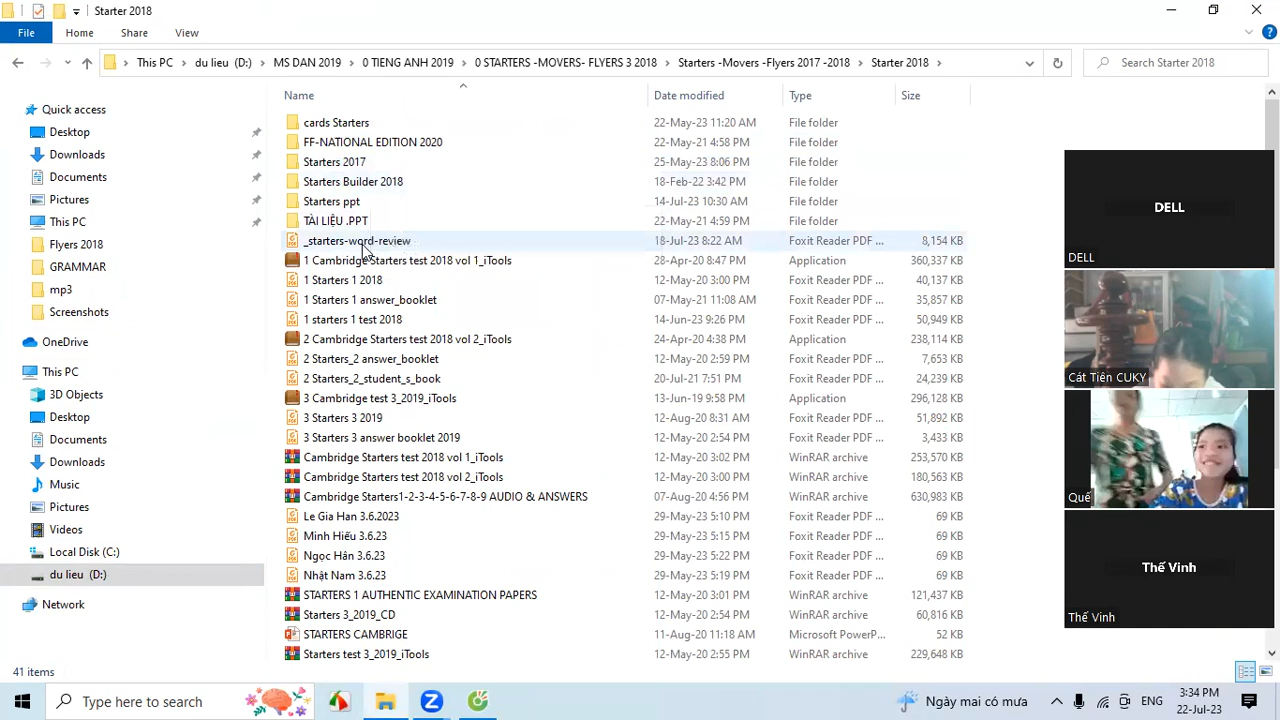 Starter 2018
File Home Share View
This PC du lieu (D:) MS DAN 2019 0 TIENG ANH 2019 0 STARTERS -MOVERS- FLYERS 3 2018 Starters -Movers -Flyers 2017 -2018 Starter 2018 Search Starter 2018
Name Date modified Type Size
Quick access
Desktop
Downloads
Documents
Pictures
This PC
Flyers 2018
GRAMMAR
mp3
Screenshots
OneDrive
This PC
3D Objects
Desktop
Documents
Downloads
Music
Pictures
Videos
Local Disk (C:)
du lieu (D:)
Network
cards Starters 22-May-23 11:20 AM File folder
FF-NATIONAL EDITION 2020 22-May-21 4:58 PM File folder
Starters 2017 25-May-23 8:06 PM File folder
Starters Builder 2018 18-Feb-22 3:42 PM File folder
Starters ppt 14-Jul-23 10:30 AM File folder
TÀI LIỆU .PPT 22-May-21 4:59 PM File folder
_starters-word-review 18-Jul-23 8:22 AM Foxit Reader PDF ... 8,154 KB
1 Cambridge Starters test 2018 vol 1_iTools 28-Apr-20 8:47 PM Application 360,337 KB
1 Starters 1 2018 12-May-20 3:00 PM Foxit Reader PDF ... 40,137 KB
1 Starters 1 answer_booklet 07-May-21 11:08 AM Foxit Reader PDF ... 35,857 KB
1 starters 1 test 2018 14-Jun-23 9:26 PM Foxit Reader PDF ... 50,949 KB
2 Cambridge Starters test 2018 vol 2_iTools 24-Apr-20 4:38 PM Application 238,114 KB
2 Starters_2 answer_booklet 12-May-20 2:59 PM Foxit Reader PDF ... 7,653 KB
2 Starters_2_student_s_book 20-Jul-21 7:51 PM Foxit Reader PDF ... 24,239 KB
3 Cambridge test 3_2019_iTools 13-Jun-19 9:58 PM Application 296,128 KB
3 Starters 3 2019 12-Aug-20 8:31 AM Foxit Reader PDF ... 51,892 KB
3 Starters 3 answer booklet 2019 12-May-20 2:54 PM Foxit Reader PDF ... 3,433 KB
Cambridge Starters test 2018 vol 1_iTools 12-May-20 3:02 PM WinRAR archive 253,570 KB
Cambridge Starters test 2018 vol 2_iTools 12-May-20 3:00 PM WinRAR archive 180,563 KB
Cambridge Starters1-2-3-4-5-6-7-8-9 AUDIO & ANSWERS 07-Aug-20 4:56 PM WinRAR archive 630,983 KB
Le Gia Han 3.6.2023 29-May-23 5:10 PM Foxit Reader PDF ... 69 KB
Minh Hiếu 3.6.23 29-May-23 5:15 PM Foxit Reader PDF ... 69 KB
Ngọc Hân 3.6.23 29-May-23 5:22 PM Foxit Reader PDF ... 69 KB
Nhật Nam 3.6.23 29-May-23 5:19 PM Foxit Reader PDF ... 69 KB
STARTERS 1 AUTHENTIC EXAMINATION PAPERS 12-May-20 3:01 PM WinRAR archive 121,437 KB
Starters 3_2019_CD 12-May-20 2:54 PM WinRAR archive 60,816 KB
STARTERS CAMBRIGE 11-Aug-20 11:18 AM Microsoft PowerP... 52 KB
Starters test 3_2019_iTools 12-May-20 2:55 PM WinRAR archive 229,648 KB
DELL
DELL
Cát Tiên CUKY
Quế
Thế Vinh
Thế Vinh
41 items
Type here to search
Ngày mai có mưa
ENG
3:34 PM
22-Jul-23